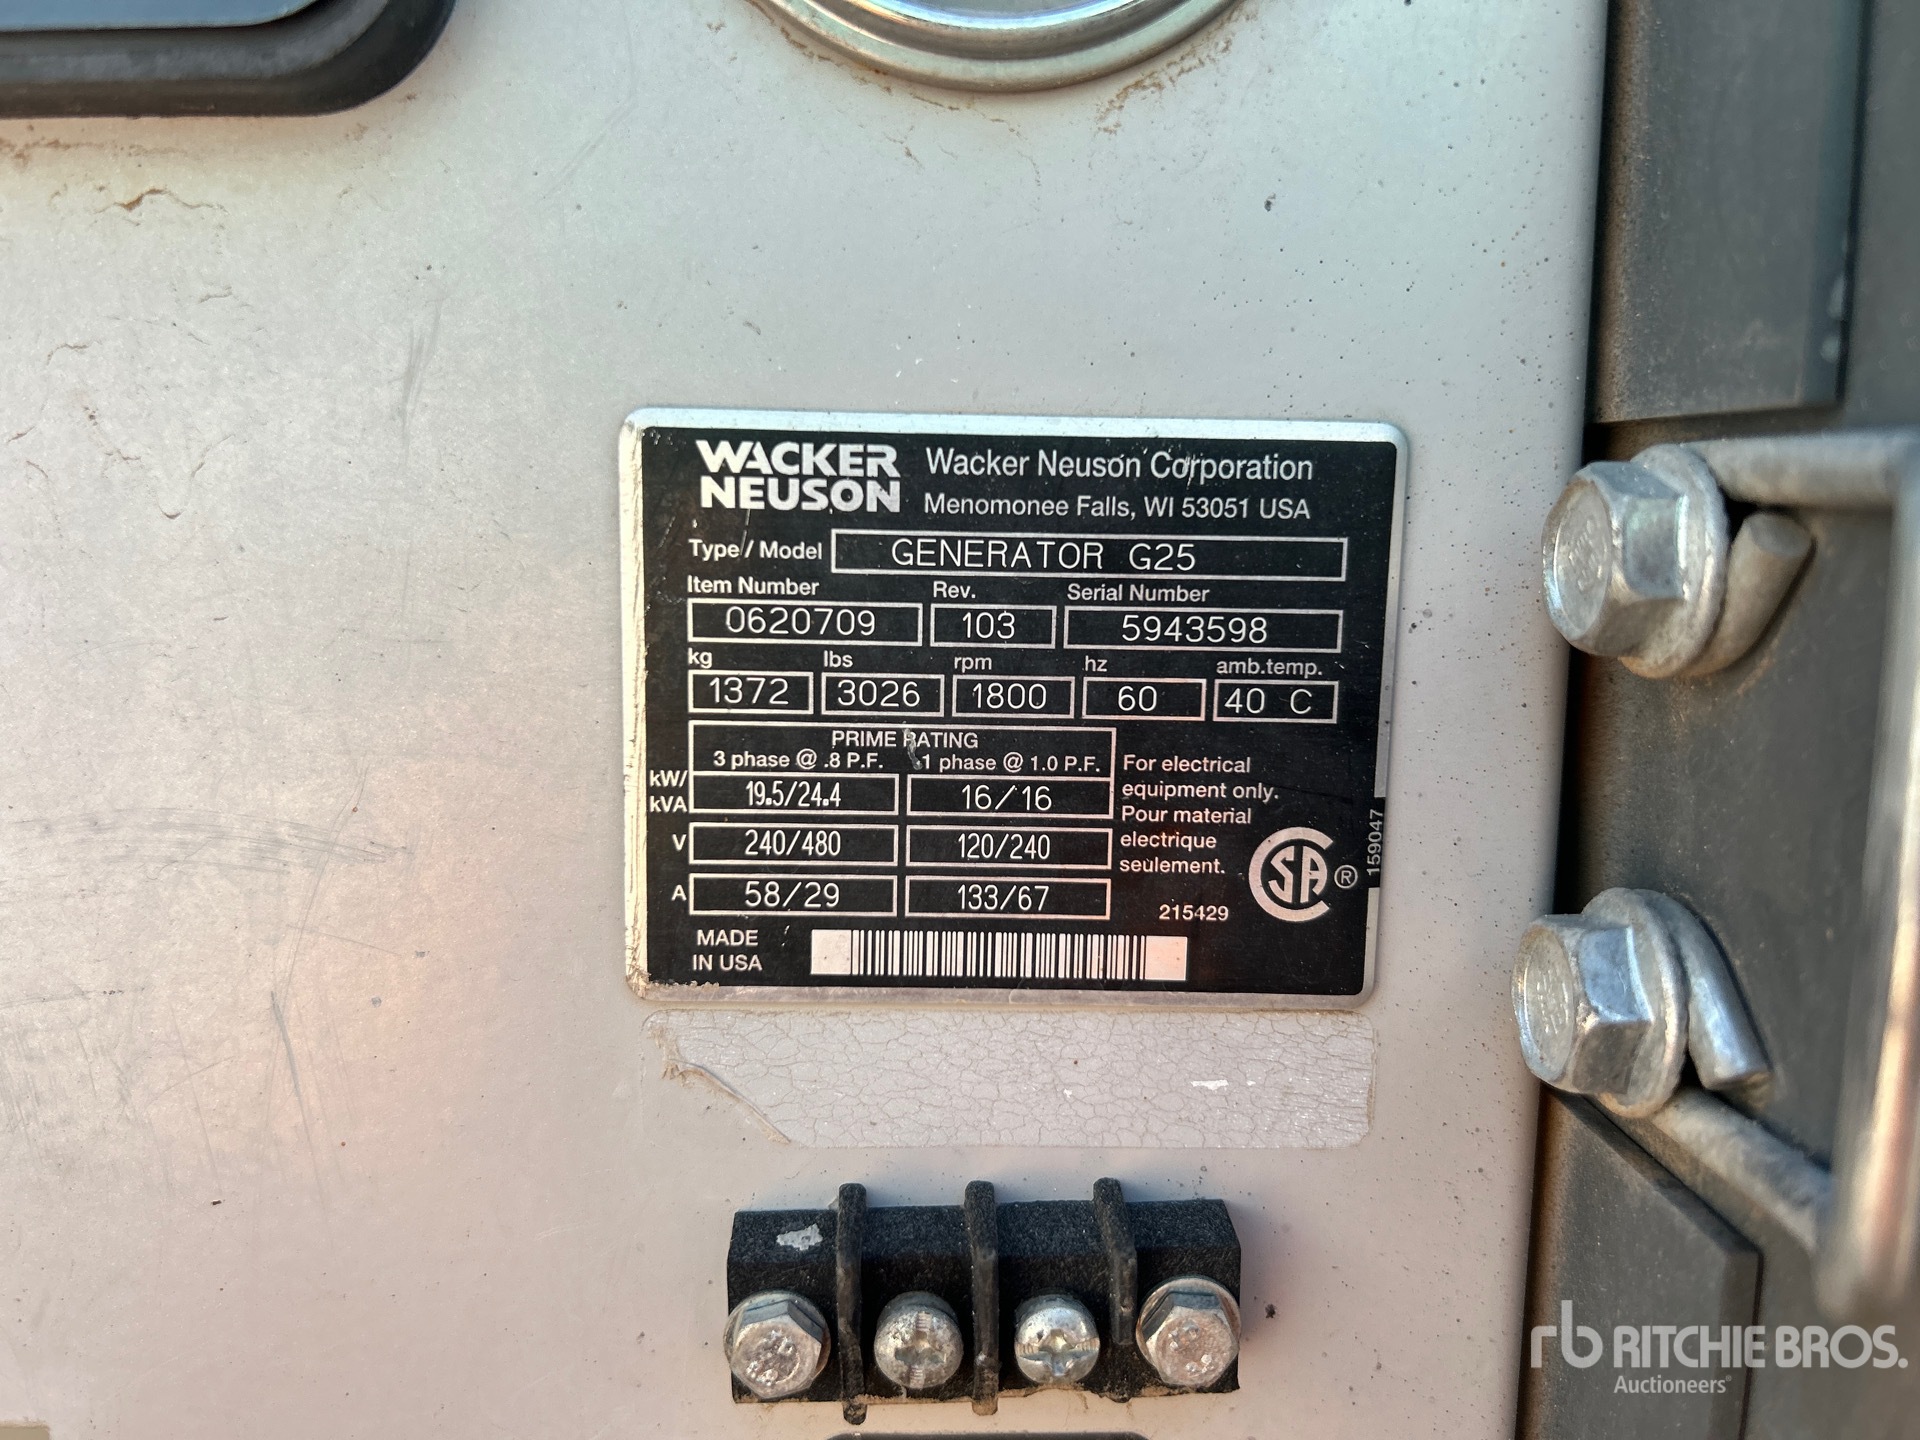 WACKER NEUSON
Wacker Neuson Corporation
Menomonee Falls, WI 53051 USA
Type / Model GENERATOR G25
Item Number Rev. Serial Number
0620709 103 5943598
kg lbs rpm hz amb.temp.
1372 3026 1800 60 40 C
PRIME RATING
3 phase @ .8 P.F. 1 phase @ 1.0 P.F.
kW/kVA 19.5/24.4 16/16
V 240/480 120/240
A 58/29 133/67
For electrical
equipment only.
Pour material
electrique
seulement.
215429
SA ®
159047
MADE
IN USA
rb RITCHIE BROS.
Auctioneers